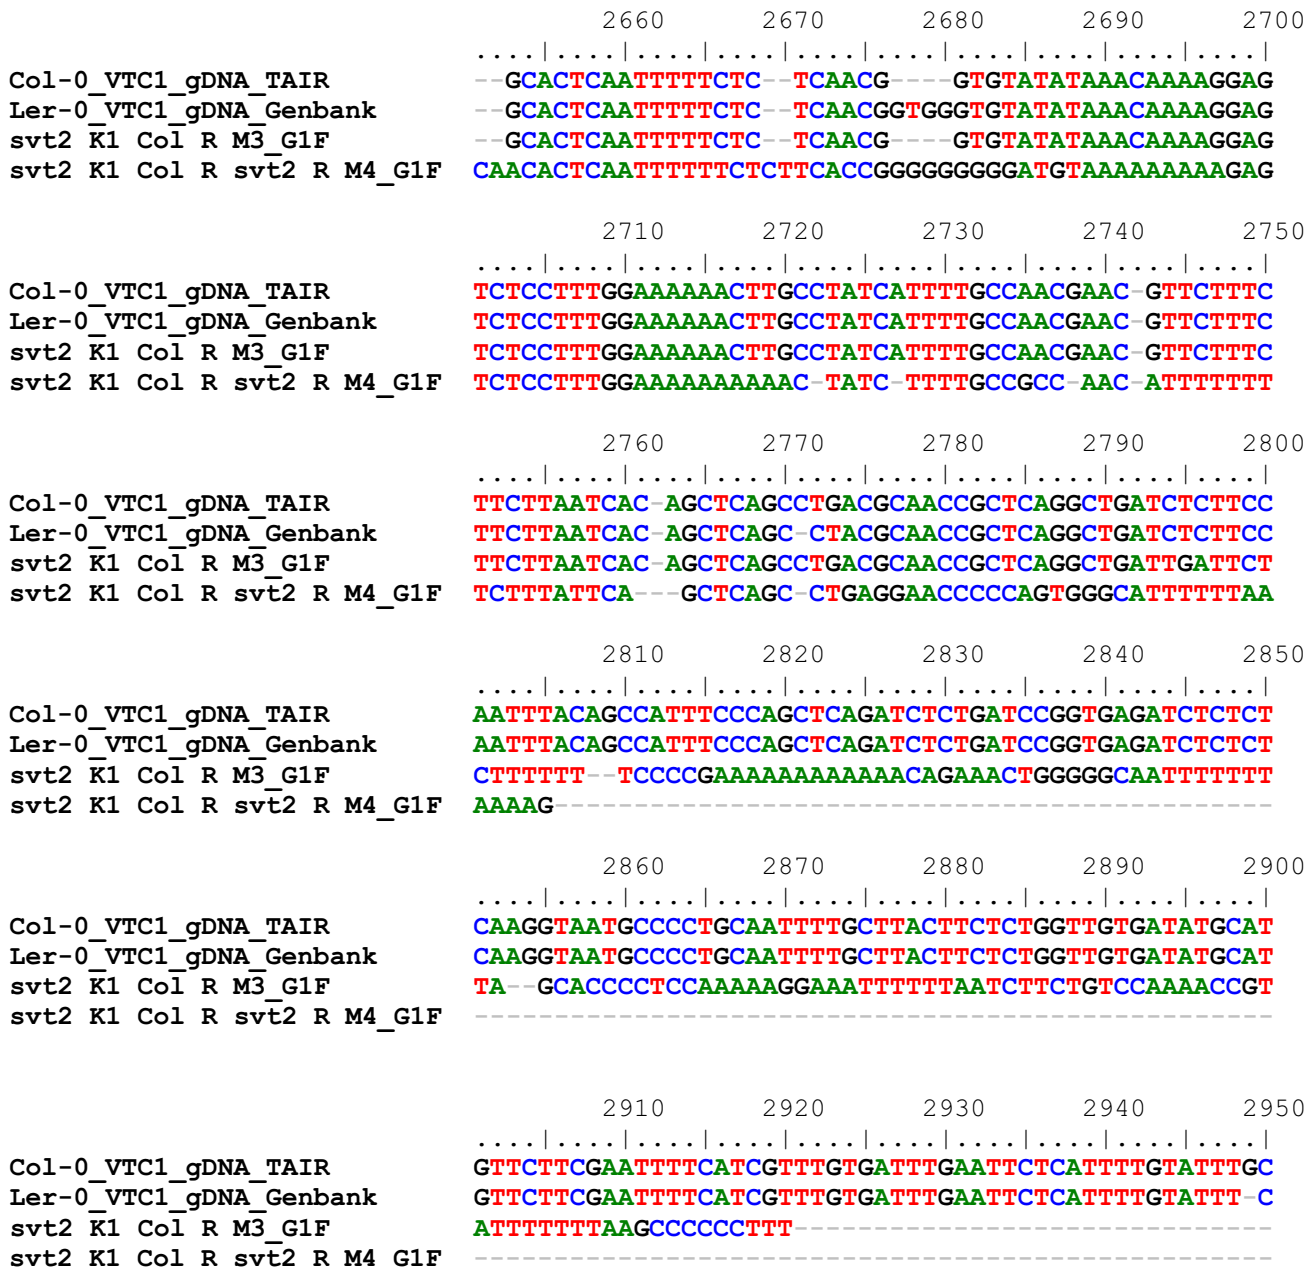 2660 2670 2680 2690 2700
....|....|....|....|....|....|....|....|....|....|
Col-0_VTC1_gDNA_TAIR --GCACTCAATTTTTCTC--TCAACG----GTGTATATAAACAAAAGGAG
Ler-0_VTC1_gDNA_Genbank --GCACTCAATTTTTCTC--TCAACGGTGGGTGTATATAAACAAAAGGAG
svt2 K1 Col R M3_G1F --GCACTCAATTTTTCTC--TCAACG----GTGTATATAAACAAAAGGAG
svt2 K1 Col R svt2 R M4_G1F CAACACTCAATTTTTTCTCTTCACCGGGGGGGGGATGTAAAAAAAAAGAG
2710 2720 2730 2740 2750
....|....|....|....|....|....|....|....|....|....|
Col-0_VTC1_gDNA_TAIR TCTCCTTTGGAAAAAACTTGCCTATCATTTTGCCAACGAAC-GTTCTTTC
Ler-0_VTC1_gDNA_Genbank TCTCCTTTGGAAAAAACTTGCCTATCATTTTGCCAACGAAC-GTTCTTTC
svt2 K1 Col R M3_G1F TCTCCTTTGGAAAAAACTTGCCTATCATTTTGCCAACGAAC-GTTCTTTC
svt2 K1 Col R svt2 R M4_G1F TCTCCTTTGGAAAAAAAAAAC-TATC-TTTTGCCGCC-AAC-ATTTTTTT
2760 2770 2780 2790 2800
....|....|....|....|....|....|....|....|....|....|
Col-0_VTC1_gDNA_TAIR TTCTTAATCAC-AGCTCAGCCTGACGCAACCGCTCAGGCTGATCTCTTCC
Ler-0_VTC1_gDNA_Genbank TTCTTAATCAC-AGCTCAGC-CTACGCAACCGCTCAGGCTGATCTCTTCC
svt2 K1 Col R M3_G1F TTCTTAATCAC-AGCTCAGCCTGACGCAACCGCTCAGGCTGATTGATTCT
svt2 K1 Col R svt2 R M4_G1F TCTTTATTCA---GCTCAGC-CTGAGGAACCCCCAGTGGGCATTTTTTAA
2810 2820 2830 2840 2850
....|....|....|....|....|....|....|....|....|....|
Col-0_VTC1_gDNA_TAIR AATTTACAGCCATTTCCCAGCTCAGATCTCTGATCCGGTGAGATCTCTCT
Ler-0_VTC1_gDNA_Genbank AATTTACAGCCATTTCCCAGCTCAGATCTCTGATCCGGTGAGATCTCTCT
svt2 K1 Col R M3_G1F CTTTTTT--TCCCCGAAAAAAAAAAAACAGAAACTGGGGGCAATTTTTTT
svt2 K1 Col R svt2 R M4_G1F AAAAG---------------------------------------------
2860 2870 2880 2890 2900
....|....|....|....|....|....|....|....|....|....|
Col-0_VTC1_gDNA_TAIR CAAGGTAATGCCCCTGCAATTTTGCTTACTTCTCTGGTTGTGATATGCAT
Ler-0_VTC1_gDNA_Genbank CAAGGTAATGCCCCTGCAATTTTGCTTACTTCTCTGGTTGTGATATGCAT
svt2 K1 Col R M3_G1F TA--GCACCCCTCCAAAAAGGAAATTTTTTAATCTTCTGTCCAAAACCGT
svt2 K1 Col R svt2 R M4_G1F --------------------------------------------------
2910 2920 2930 2940 2950
....|....|....|....|....|....|....|....|....|....|
Col-0_VTC1_gDNA_TAIR GTTCTTCGAATTTTCATCGTTTGTGATTTGAATTCTCATTTTGTATTTGC
Ler-0_VTC1_gDNA_Genbank GTTCTTCGAATTTTCATCGTTTGTGATTTGAATTCTCATTTTGTATTT-C
svt2 K1 Col R M3_G1F ATTTTTTTAAGCCCCCCTTT------------------------------
svt2 K1 Col R svt2 R M4 G1F --------------------------------------------------